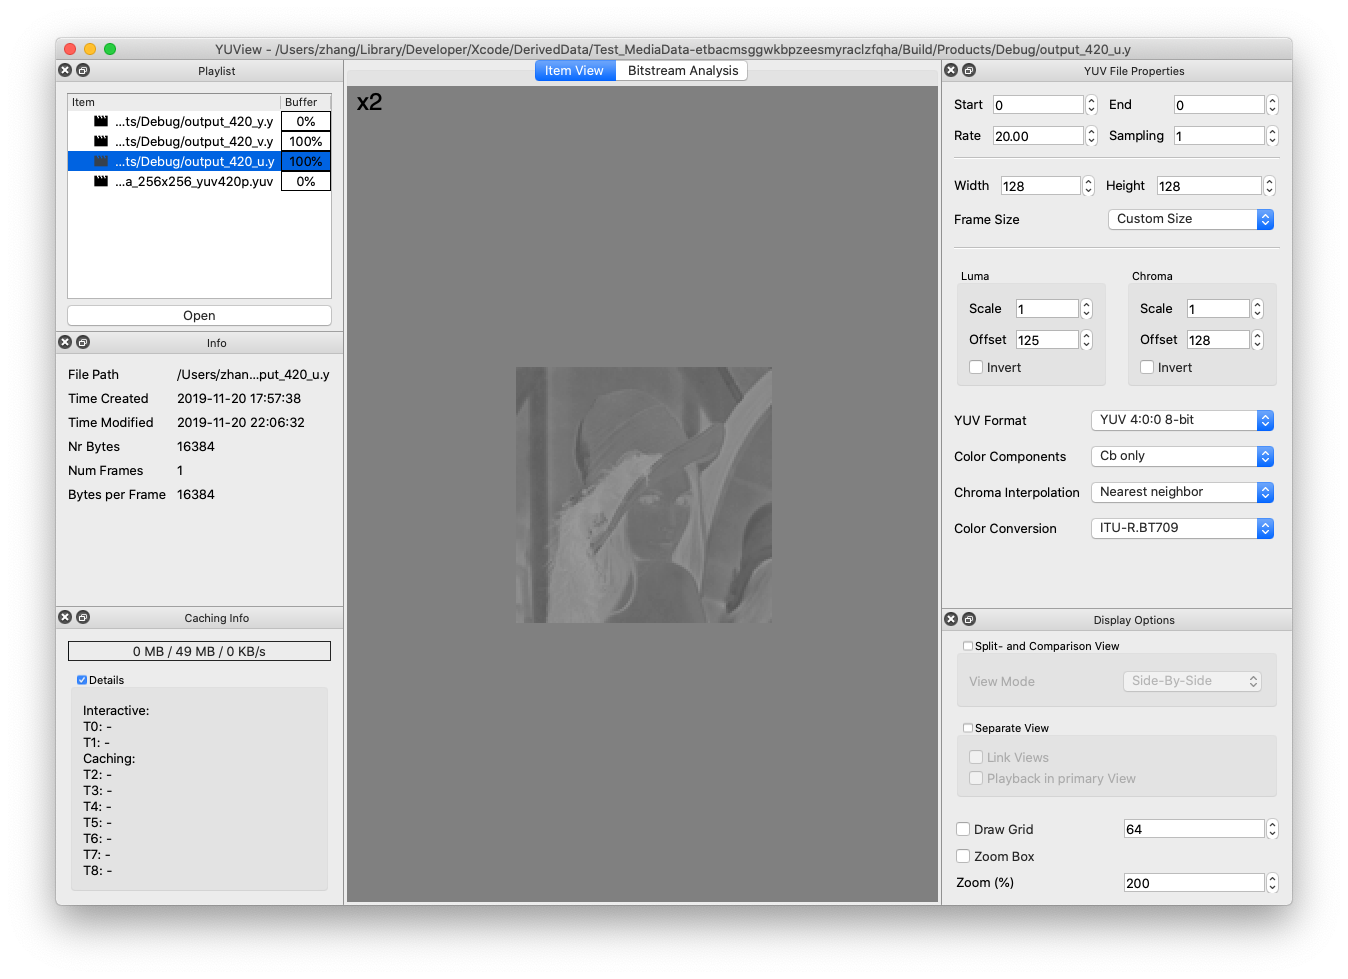 YUView - /Users/zhang/Library/Developer/Xcode/DerivedData/Test_MediaData-etbacmsggwkbpzeesmyraclzfqha/Build/Products/Debug/output_420_u.y
Playlist
Item Buffer
...ts/Debug/output_420_y.y 0%
...ts/Debug/output_420_v.y 100%
...ts/Debug/output_420_u.y 100%
...a_256x256_yuv420p.yuv 0%
Open
Info
File Path /Users/zhan...put_420_u.y
Time Created 2019-11-20 17:57:38
Time Modified 2019-11-20 22:06:32
Nr Bytes 16384
Num Frames 1
Bytes per Frame 16384
Caching Info
0 MB / 49 MB / 0 KB/s
Details
Interactive:
T0: -
T1: -
Caching:
T2: -
T3: -
T4: -
T5: -
T6: -
T7: -
T8: -
Item View Bitstream Analysis
x2
YUV File Properties
Start 0 End 0
Rate 20.00 Sampling 1
Width 128 Height 128
Frame Size Custom Size
Luma
Scale 1
Offset 125
Invert
Chroma
Scale 1
Offset 128
Invert
YUV Format YUV 4:0:0 8-bit
Color Components Cb only
Chroma Interpolation Nearest neighbor
Color Conversion ITU-R.BT709
Display Options
Split- and Comparison View
View Mode Side-By-Side
Separate View
Link Views
Playback in primary View
Draw Grid 64
Zoom Box
Zoom (%) 200